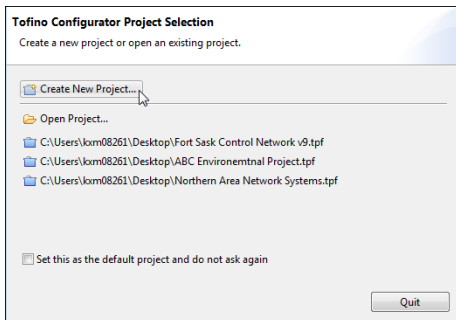 Tofino Configurator Project Selection
Create a new project or open an existing project.
Create New Project...
Open Project...
C:\Users\kxm08261\Desktop\Fort Sask Control Network v9.tpf
C:\Users\kxm08261\Desktop\ABC Environemtnal Project.tpf
C:\Users\kxm08261\Desktop\Northern Area Network Systems.tpf
Set this as the default project and do not ask again
Quit